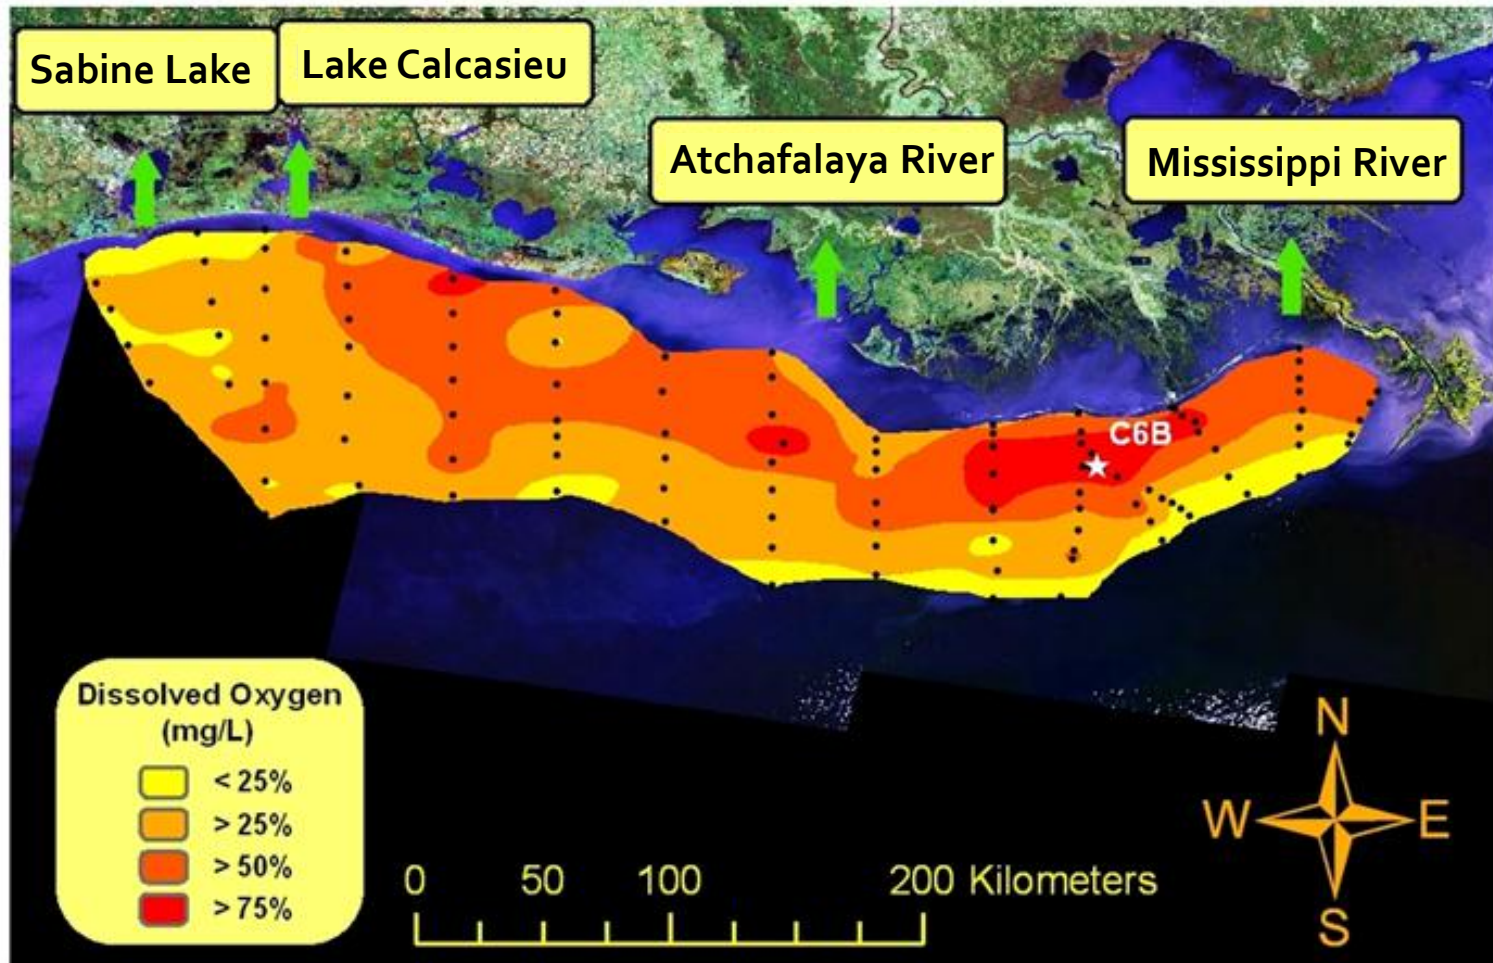 Sabine Lake
Lake Calcasieu
Atchafalaya River
Mississippi River
C6B
Dissolved Oxygen
(mg/L)
< 25%
> 25%
> 50%
> 75%
0 50 100 200 Kilometers
N
W E
S